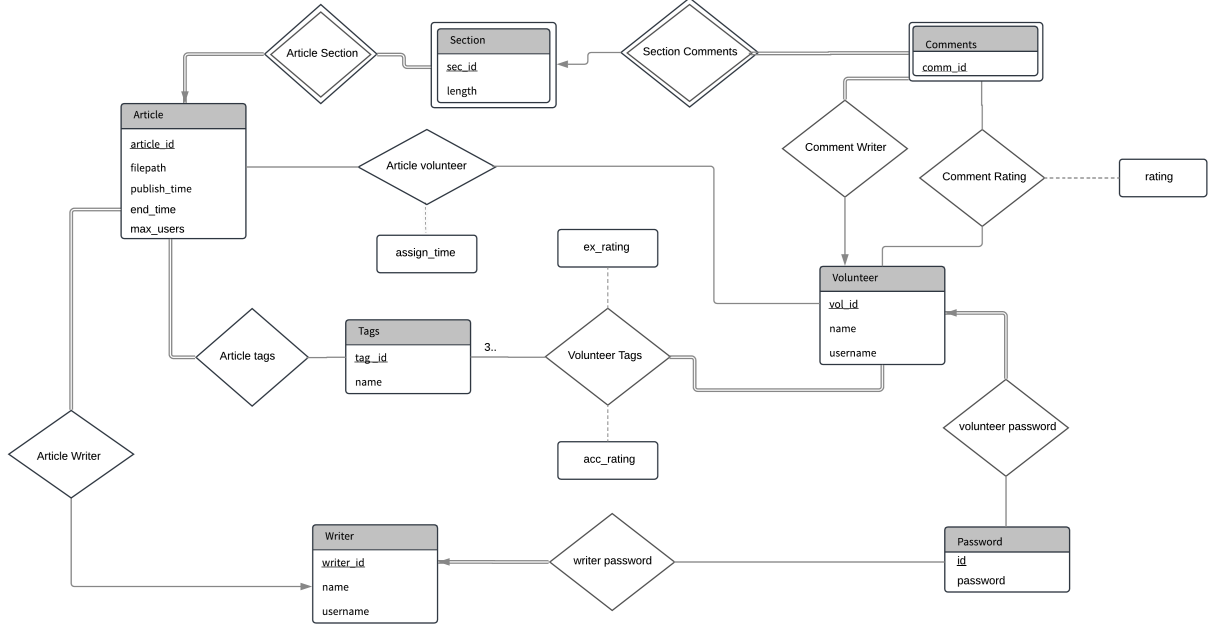 Article Section
Section
sec_id
length
Section Comments
Comments
comm_id
Article
article_id
filepath
publish_time
end_time
max_users
Article volunteer
assign_time
Comment Writer
Comment Rating
rating
ex_rating
Volunteer
vol_id
name
username
Article tags
Tags
tag_id
name
3..
Volunteer Tags
acc_rating
volunteer password
Article Writer
Writer
writer_id
name
username
writer password
Password
id
password